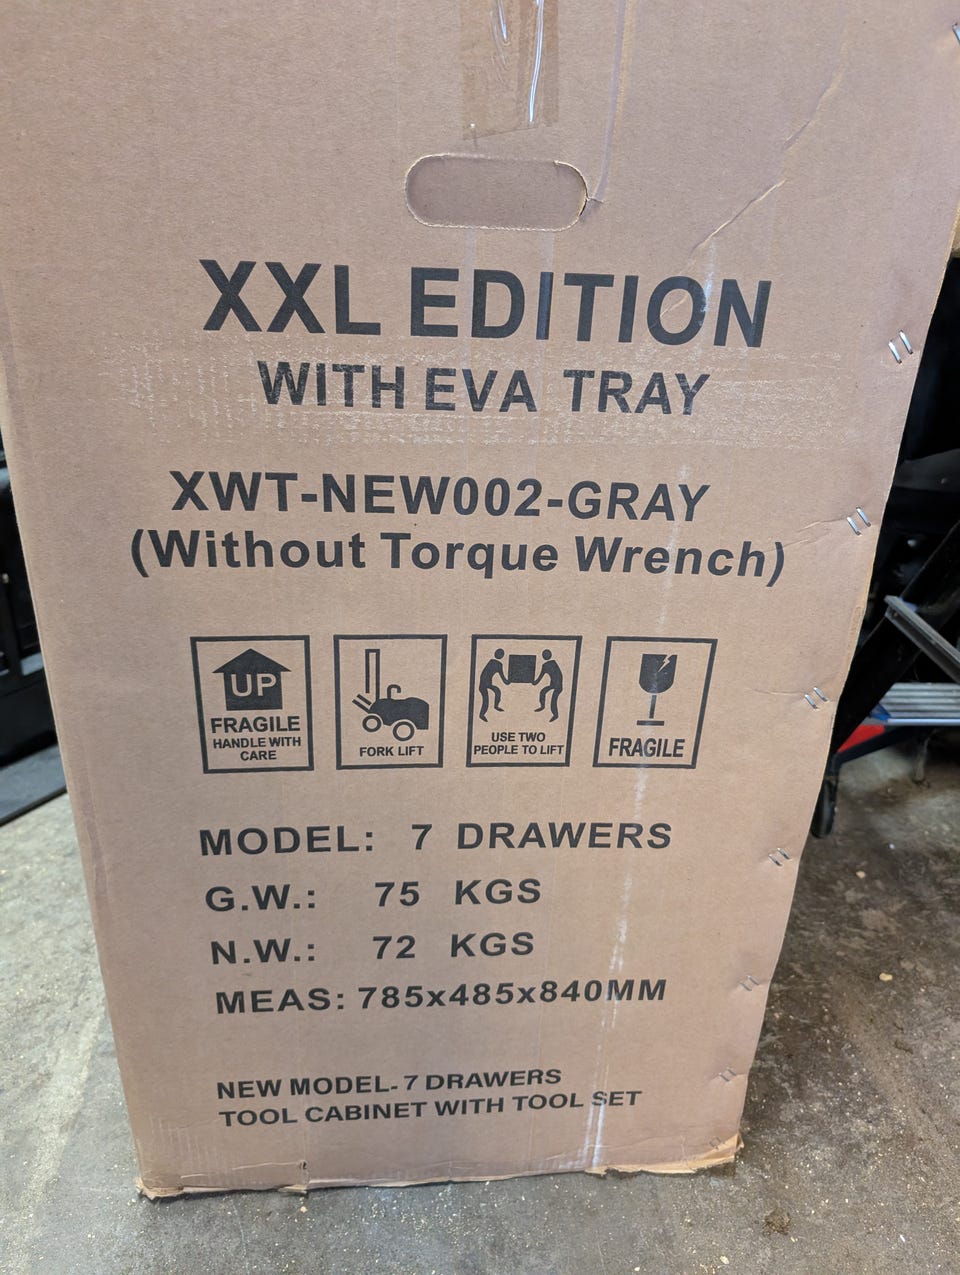 XXL EDITION
WITH EVA TRAY
XWT-NEW002-GRAY
(Without Torque Wrench)
UP
FRAGILE
HANDLE WITH
CARE
FORK LIFT
USE TWO
PEOPLE TO LIFT
FRAGILE
MODEL: 7 DRAWERS
G.W.: 75 KGS
N.W.: 72 KGS
MEAS: 785x485x840MM
NEW MODEL-7 DRAWERS
TOOL CABINET WITH TOOL SET